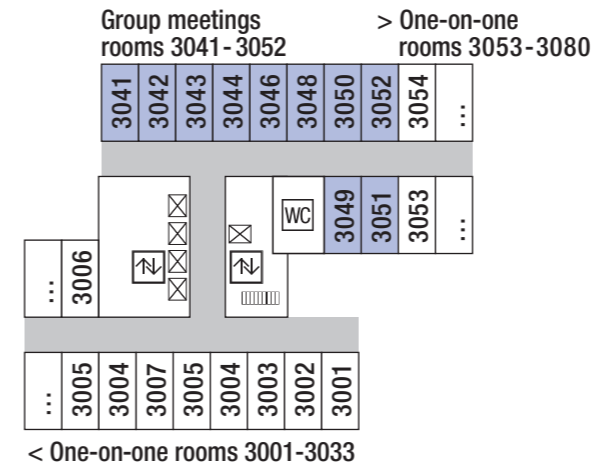 Group meetings
rooms 3041-3052
> One-on-one
rooms 3053-3080
3041 3042 3043 3044 3046 3048 3050 3052 3054 ...
WC 3049 3051 3053 ...
... 3006
... 3005 3004 3007 3005 3004 3003 3002 3001
< One-on-one rooms 3001-3033